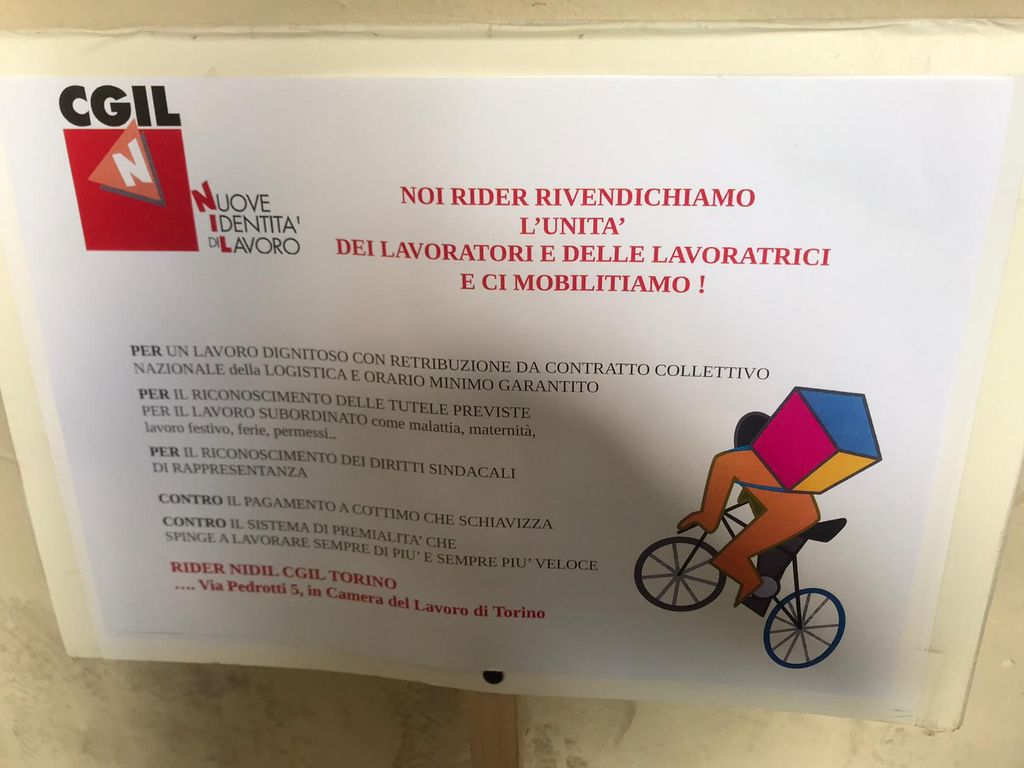 CGIL
N
NUOVE
IDENTITA'
DI LAVORO
NOI RIDER RIVENDICHIAMO
L'UNITA'
DEI LAVORATORI E DELLE LAVORATRICI
E CI MOBILITIAMO !
PER UN LAVORO DIGNITOSO CON RETRIBUZIONE DA CONTRATTO COLLETTIVO
NAZIONALE della LOGISTICA E ORARIO MINIMO GARANTITO
PER IL RICONOSCIMENTO DELLE TUTELE PREVISTE
PER IL LAVORO SUBORDINATO come malattia, maternità,
lavoro festivo, ferie, permessi..
PER IL RICONOSCIMENTO DEI DIRITTI SINDACALI
DI RAPPRESENTANZA
CONTRO IL PAGAMENTO A COTTIMO CHE SCHIAVIZZA
CONTRO IL SISTEMA DI PREMIALITA' CHE
SPINGE A LAVORARE SEMPRE DI PIU' E SEMPRE PIU' VELOCE
RIDER NIDIL CGIL TORINO
.... Via Pedrotti 5, in Camera del Lavoro di Torino